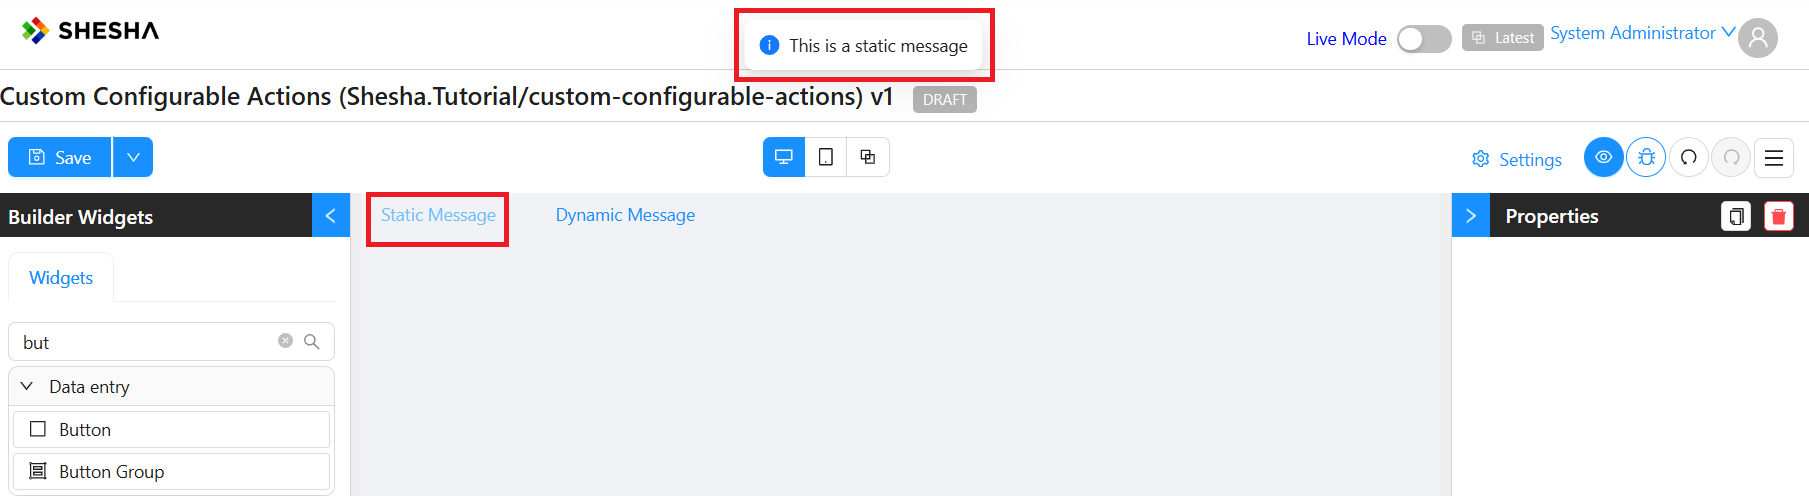 SHESHA
This is a static message
Live Mode
Latest
System Administrator
Custom Configurable Actions (Shesha.Tutorial/custom-configurable-actions) v1
DRAFT
Save
Settings
Builder Widgets
Static Message
Dynamic Message
Properties
Widgets
but
Data entry
Button
Button Group